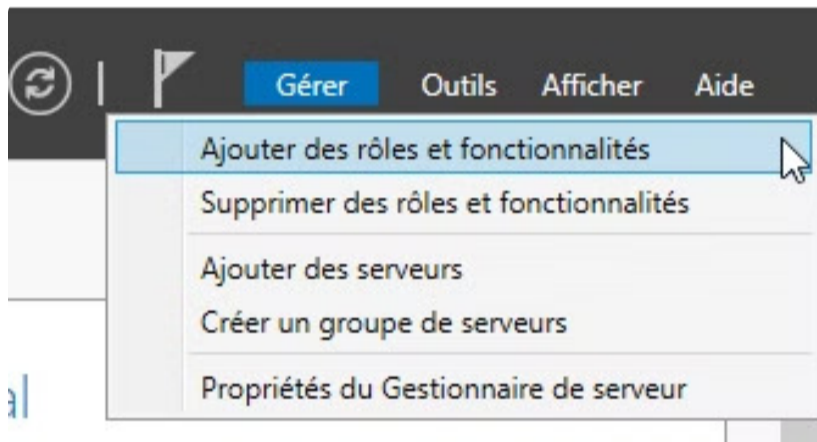 Gérer Outils Afficher Aide
Ajouter des rôles et fonctionnalités
Supprimer des rôles et fonctionnalités
Ajouter des serveurs
Créer un groupe de serveurs
Propriétés du Gestionnaire de serveur